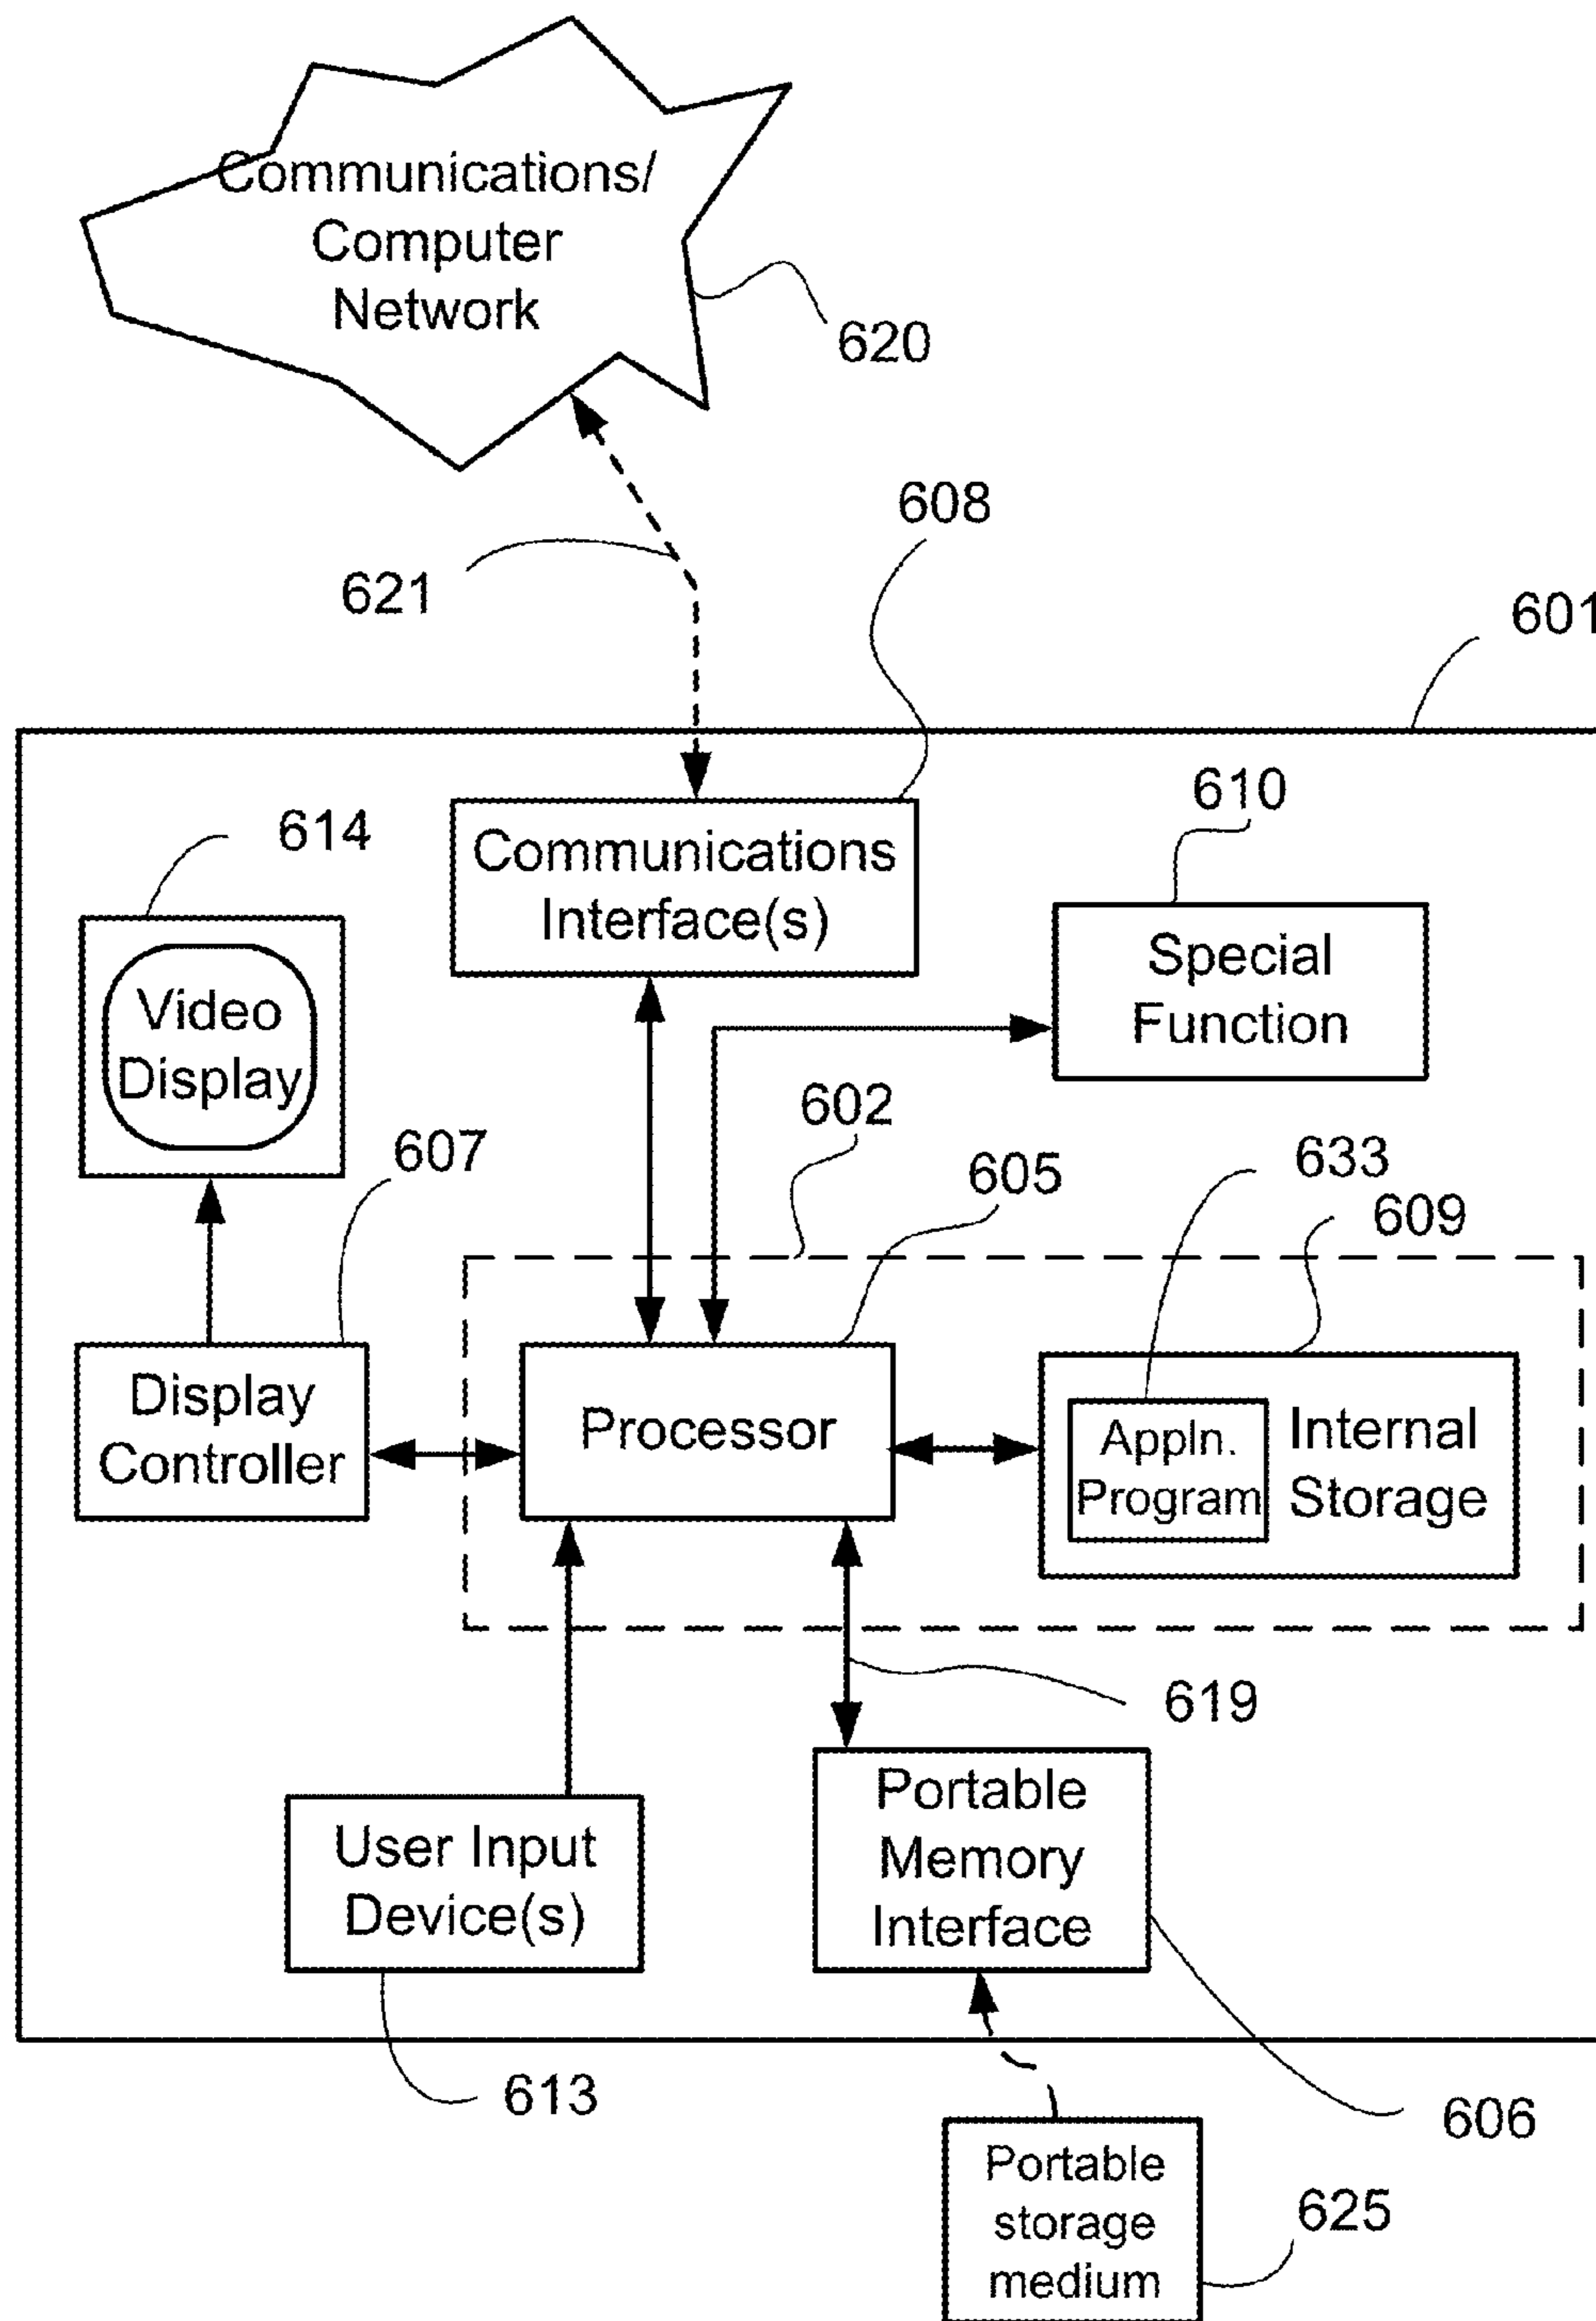 Communications/
Computer
Network
620
608
621
601
610
614
Communications
Interface(s)
Special
Function
Video
Display
602
607
605
633
609
Display
Controller
Processor
Appln.
Program
Internal
Storage
619
Portable
Memory
Interface
User Input
Device(s)
613
606
Portable
storage
medium
625